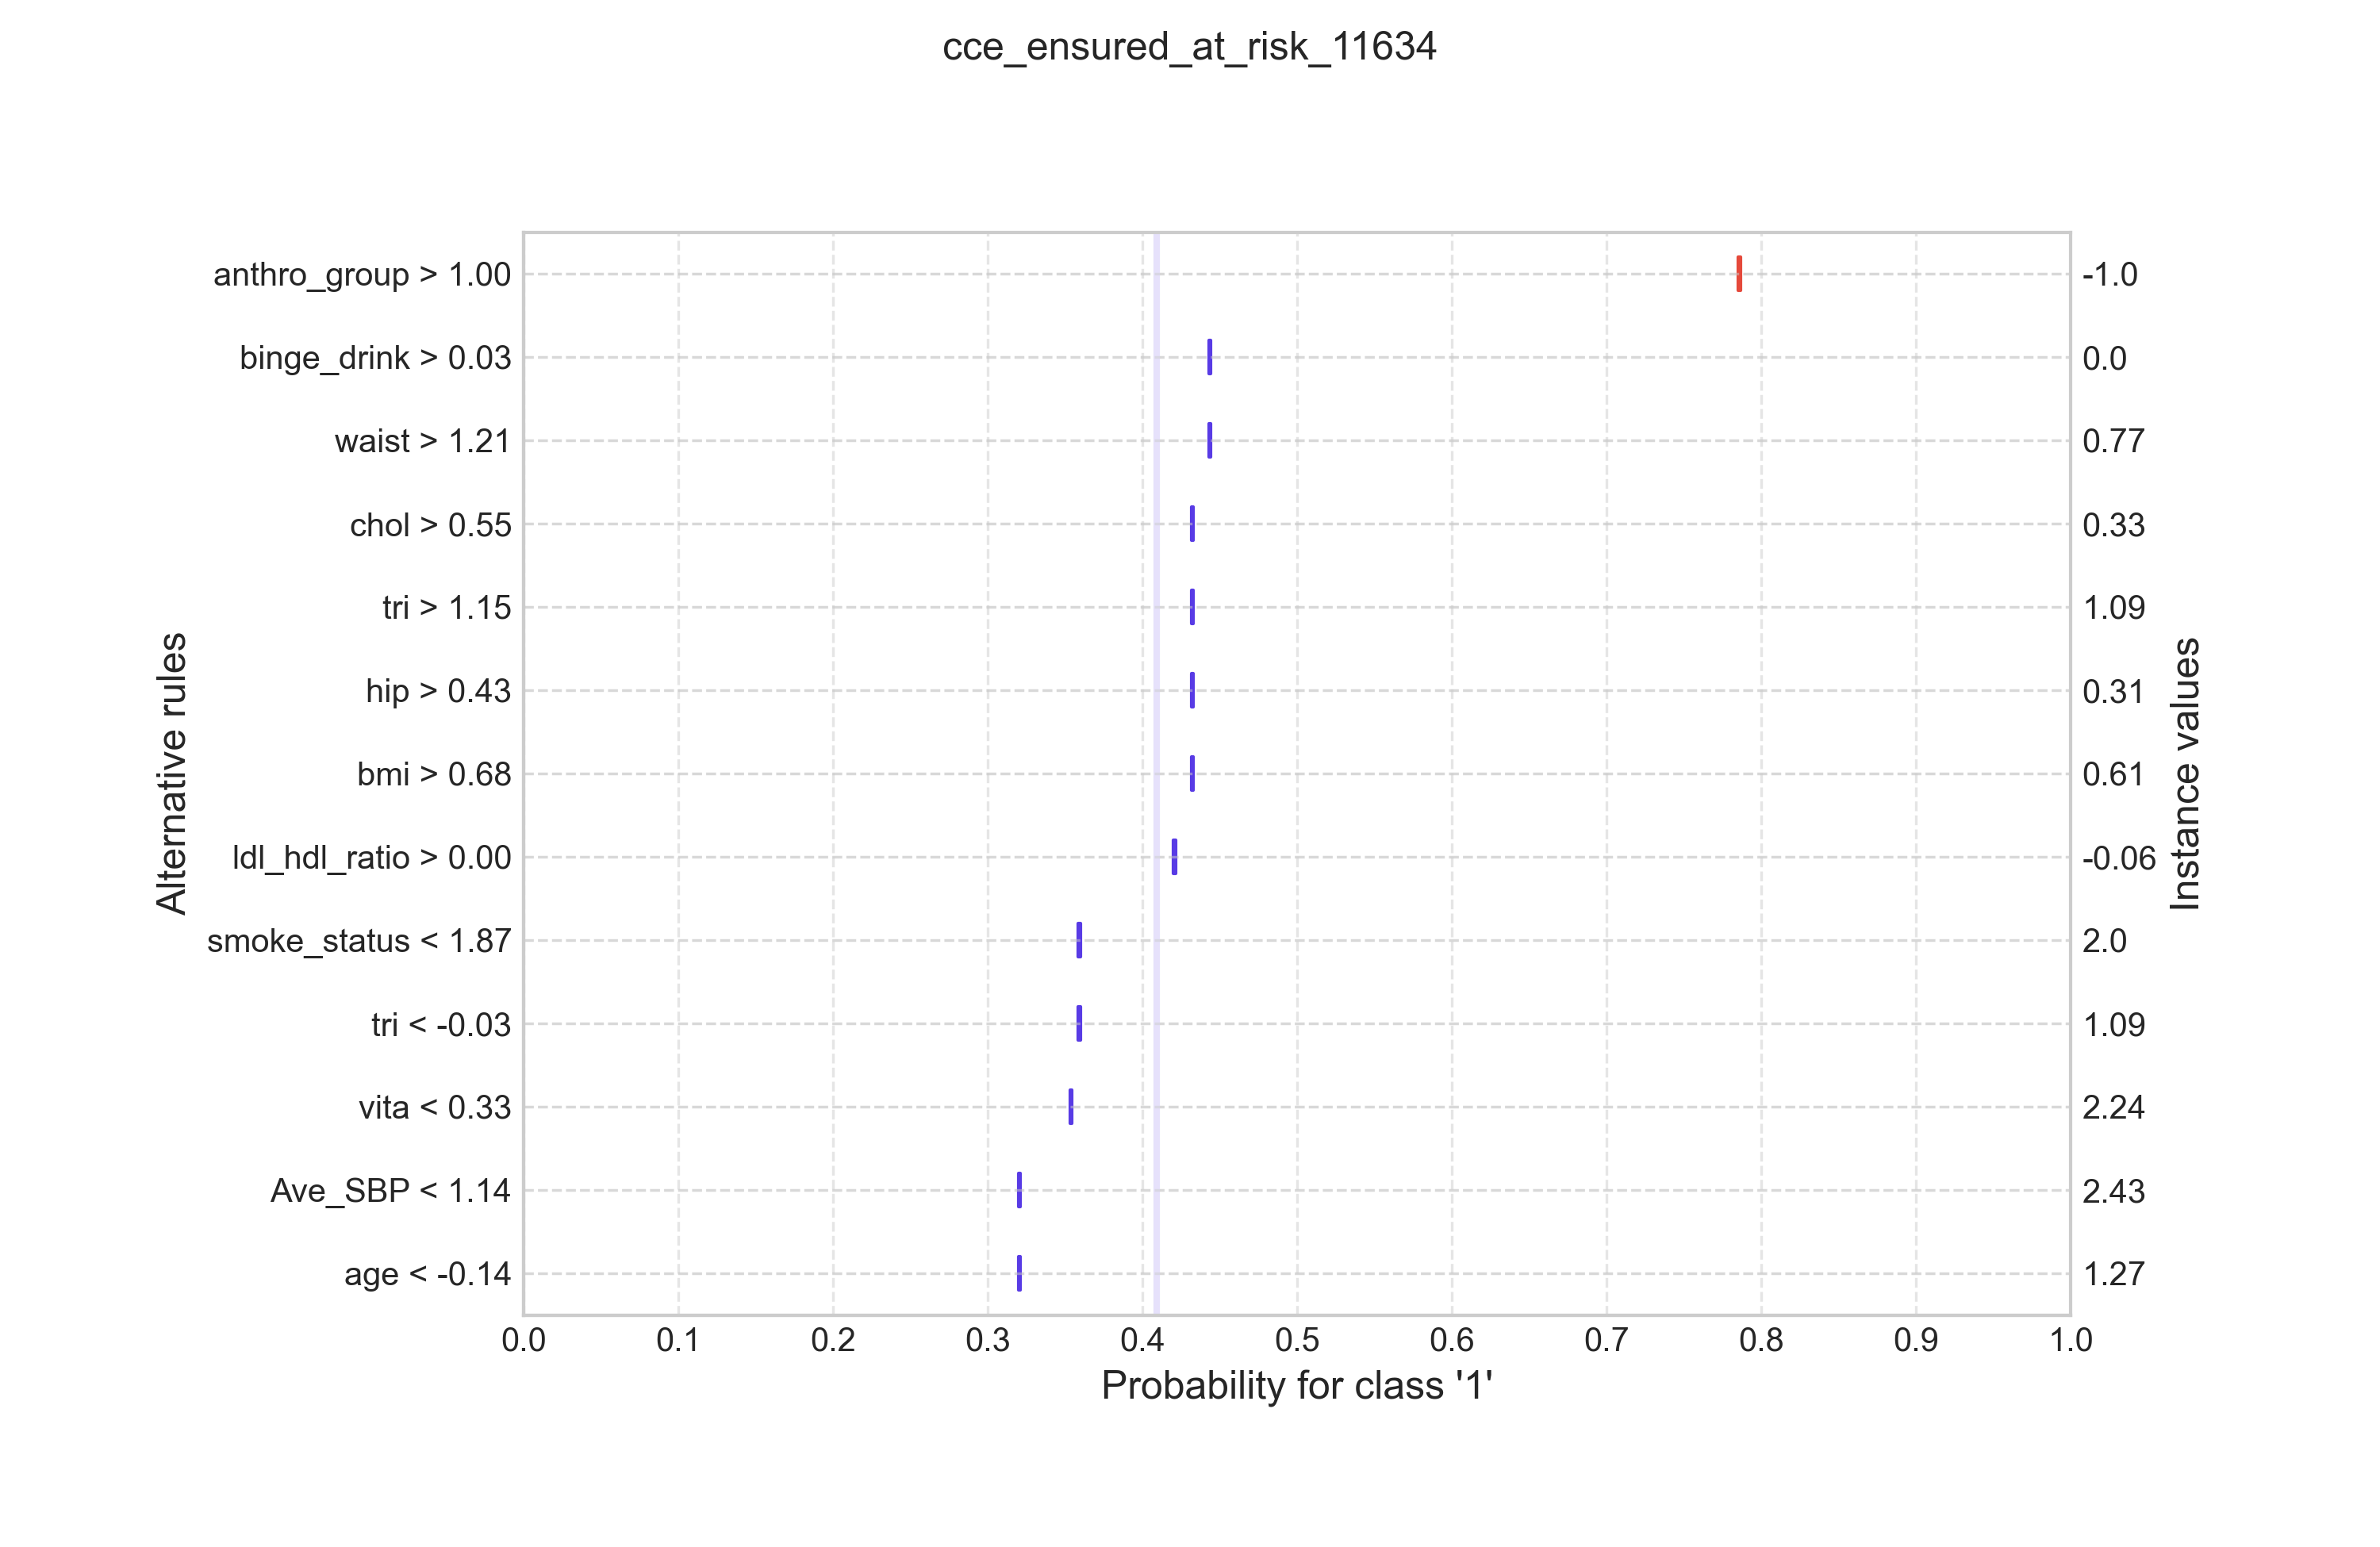 cce_ensured_at_risk_11634
anthro_group > 1.00 -1.0
binge_drink > 0.03 0.0
waist > 1.21 0.77
chol > 0.55 0.33
tri > 1.15 1.09
hip > 0.43 0.31
bmi > 0.68 0.61
ldl_hdl_ratio > 0.00 -0.06
smoke_status < 1.87 2.0
tri < -0.03 1.09
vita < 0.33 2.24
Ave_SBP < 1.14 2.43
age < -0.14 1.27
Alternative rules
Instance values
0.0 0.1 0.2 0.3 0.4 0.5 0.6 0.7 0.8 0.9 1.0
Probability for class '1'